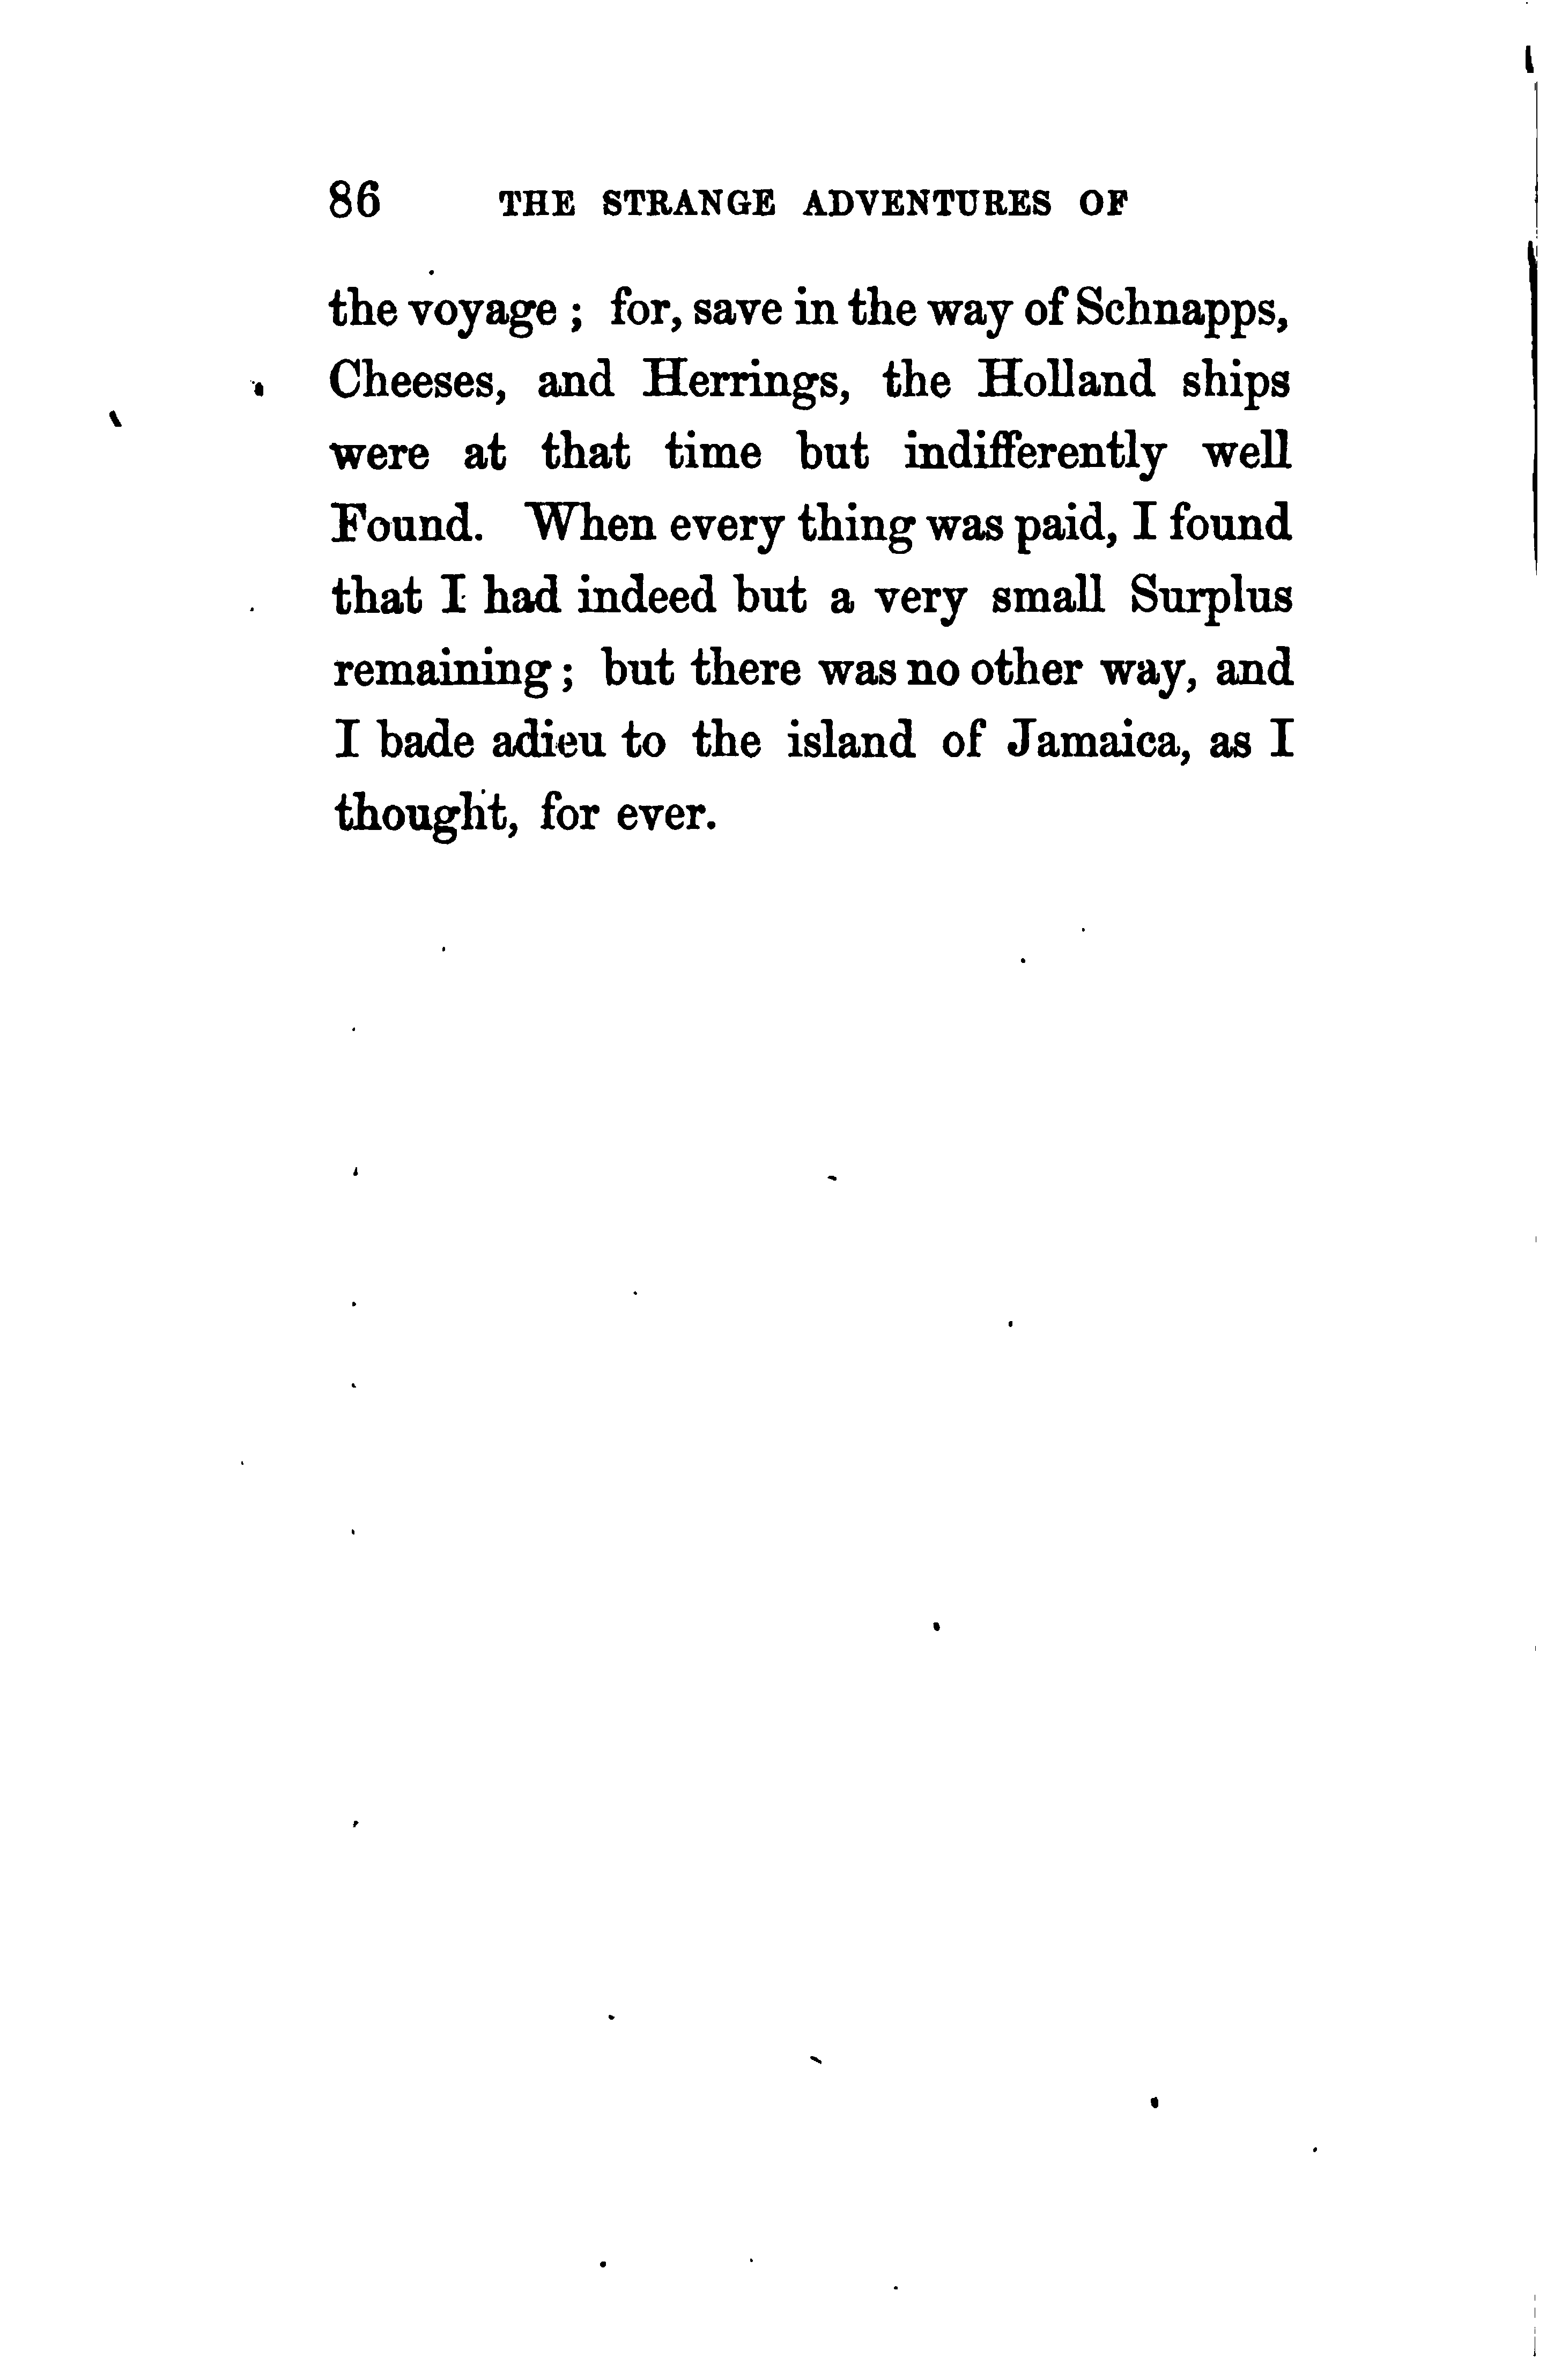 86 THE STRANGE ADVENTURES OF
the voyage ; for, save in the way of Schnapps,
Cheeses, and Herrings, the Holland ships
were at that time but indifferently well
Found. When every thing was paid, I found
that I had indeed but a very small Surplus
remaining ; but there was no other way, and
I bade adieu to the island of Jamaica, as I
thought, for ever.